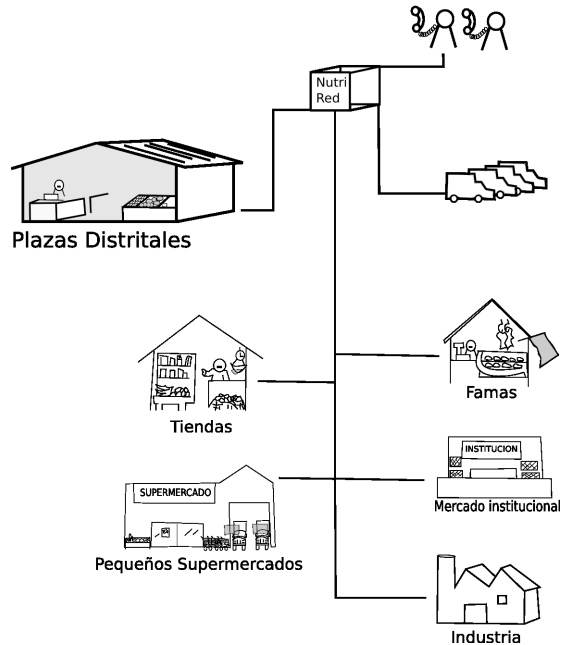 Nutri
Red
Plazas Distritales
Tiendas
Famas
INSTITUCION
Mercado institucional
SUPERMERCADO
Pequeños Supermercados
Industria